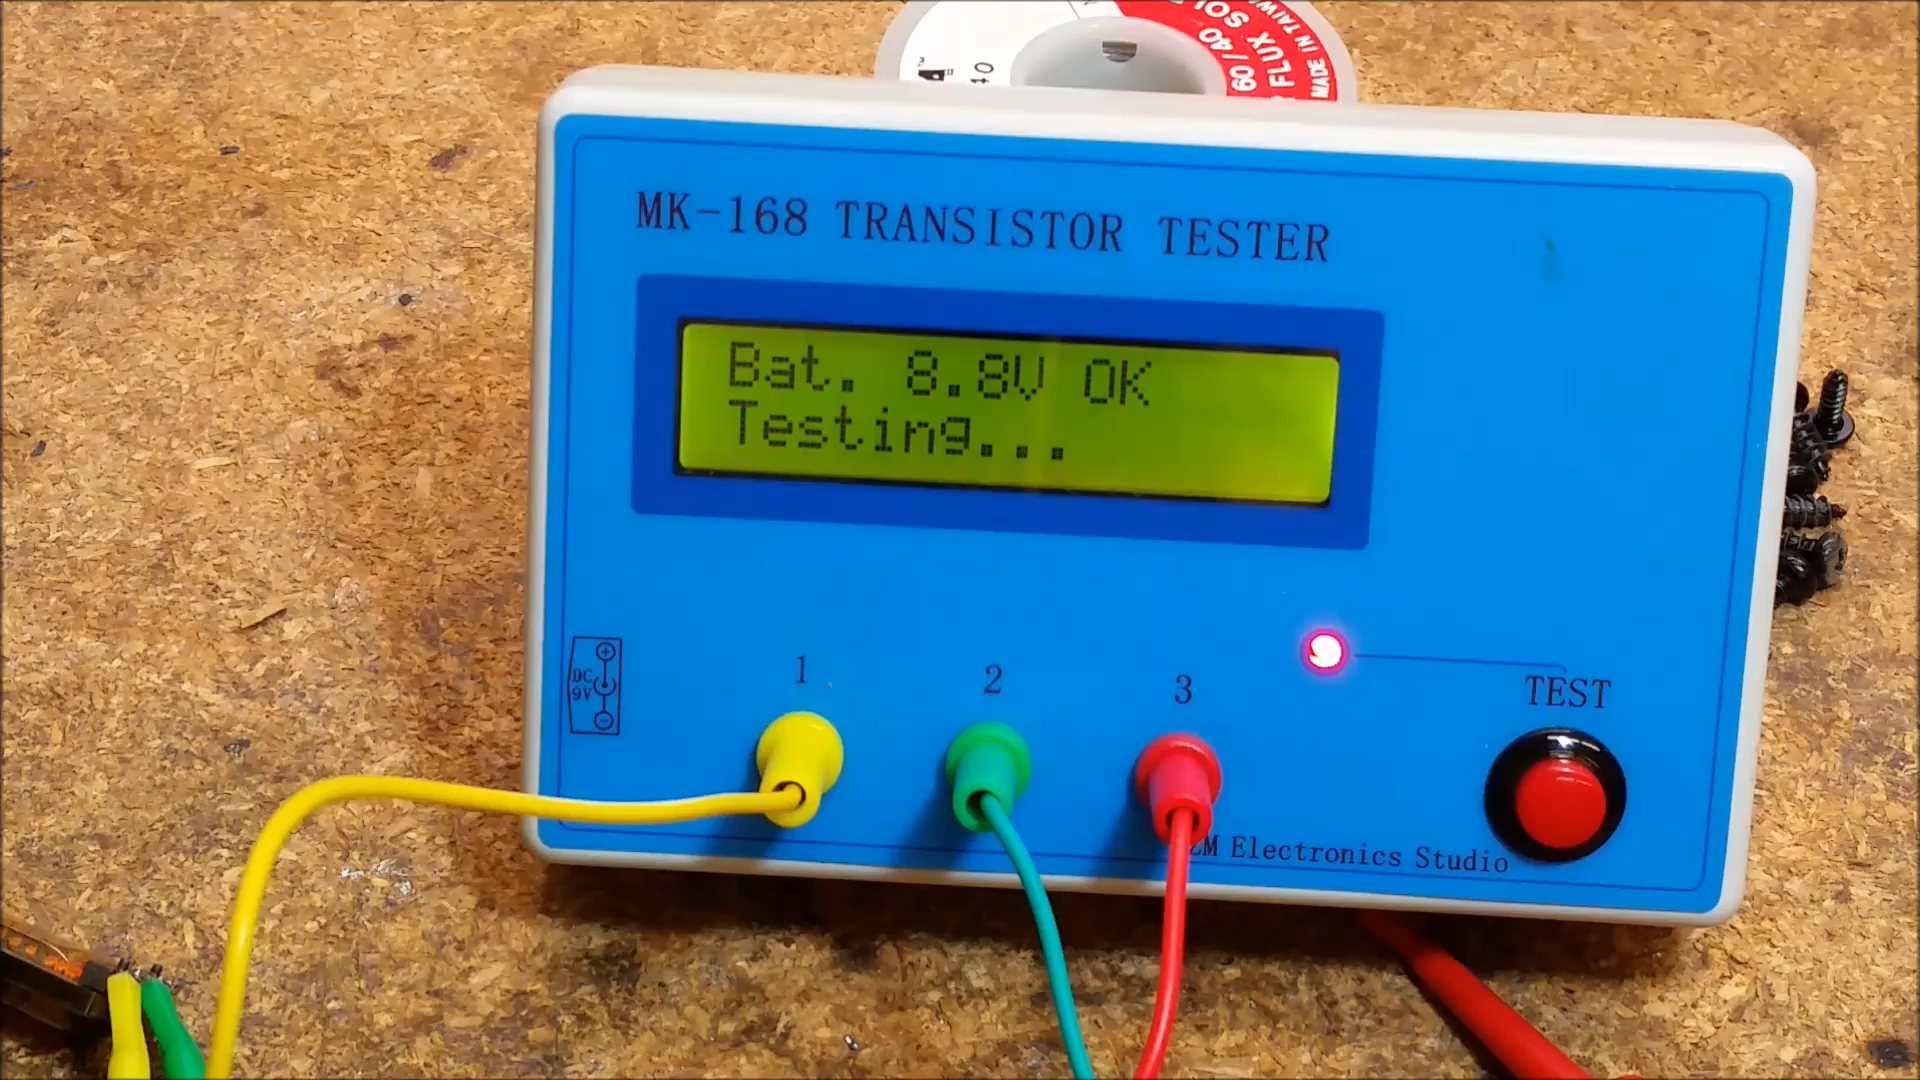 60/40
FLUX
MADE IN TAIWAN
40
MK-168 TRANSISTOR TESTER
Bat. 8.8V OK
Testing...
1
2
3
DC
9V
TEST
Electronics Studio